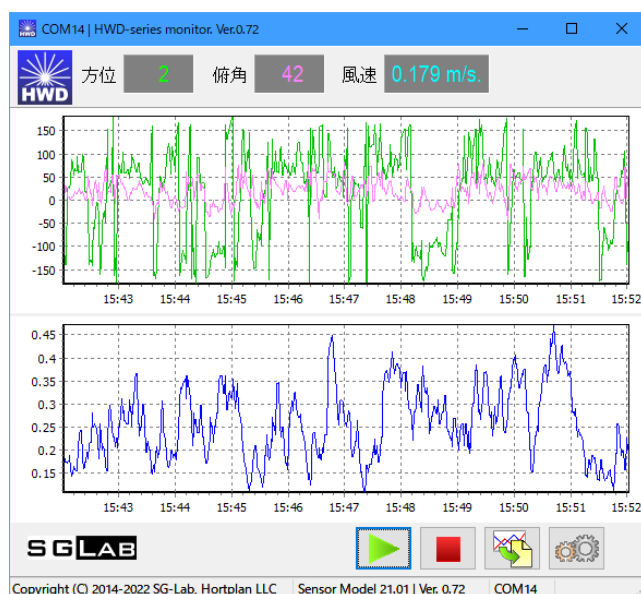 COM14 | HWD-series monitor. Ver.0.72
HWD 方位 2 俯角 42 風速 0.179 m/s.
150
100
50
0
-50
-100
-150
15:43 15:44 15:45 15:46 15:47 15:48 15:49 15:50 15:51 15:52
0.45
0.4
0.35
0.3
0.25
0.2
0.15
15:43 15:44 15:45 15:46 15:47 15:48 15:49 15:50 15:51 15:52
SGLAB
Copyright (C) 2014-2022 SG-Lab, Hortplan LLC Sensor Model 21.01 | Ver. 0.72 COM14